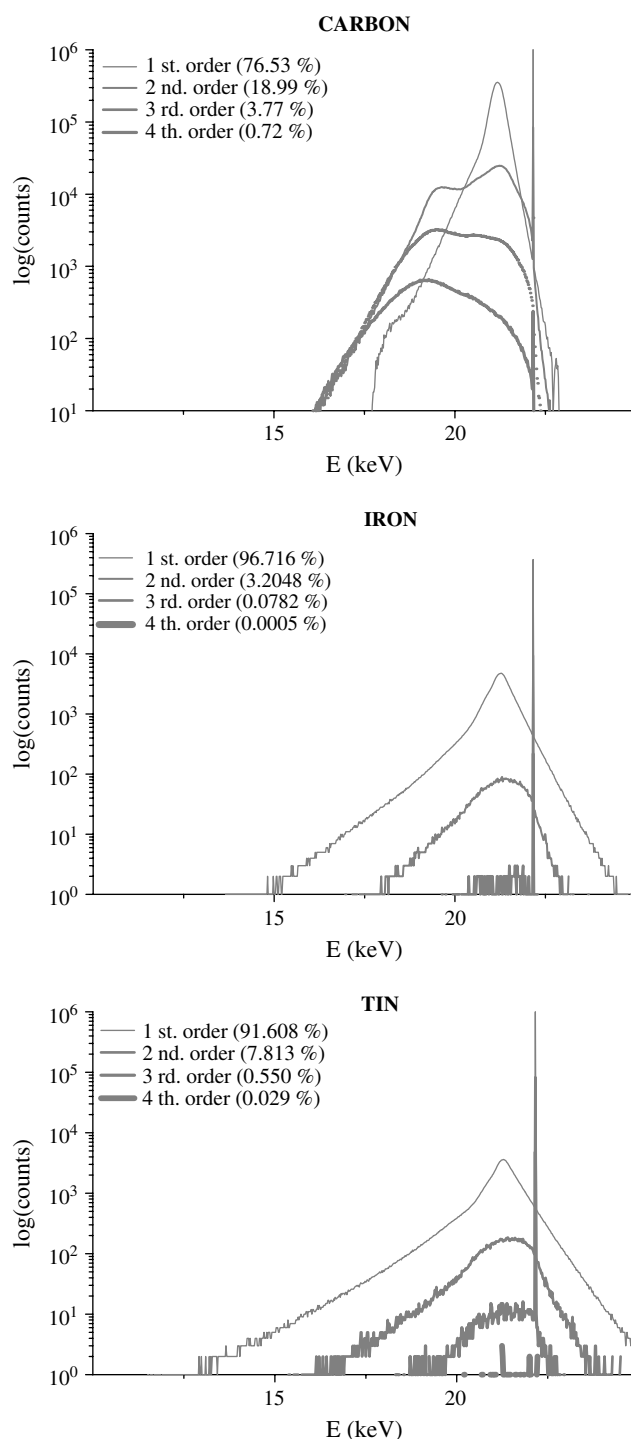 CARBON
10^6
10^5
10^4
10^3
10^2
10^1
log(counts)
1 st. order (76.53 %)
2 nd. order (18.99 %)
3 rd. order (3.77 %)
4 th. order (0.72 %)
15
20
E (keV)
IRON
10^6
10^5
10^4
10^3
10^2
10^1
10^0
log(counts)
1 st. order (96.716 %)
2 nd. order (3.2048 %)
3 rd. order (0.0782 %)
4 th. order (0.0005 %)
15
20
E (keV)
TIN
10^6
10^5
10^4
10^3
10^2
10^1
10^0
log(counts)
1 st. order (91.608 %)
2 nd. order (7.813 %)
3 rd. order (0.550 %)
4 th. order (0.029 %)
15
20
E (keV)